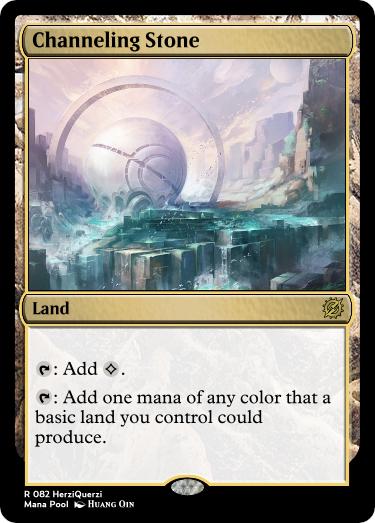 Channeling Stone
Land
: Add .
: Add one mana of any color that a
basic land you control could
produce.
R 082 HerziQuerzi
Mana Pool Huang Qin